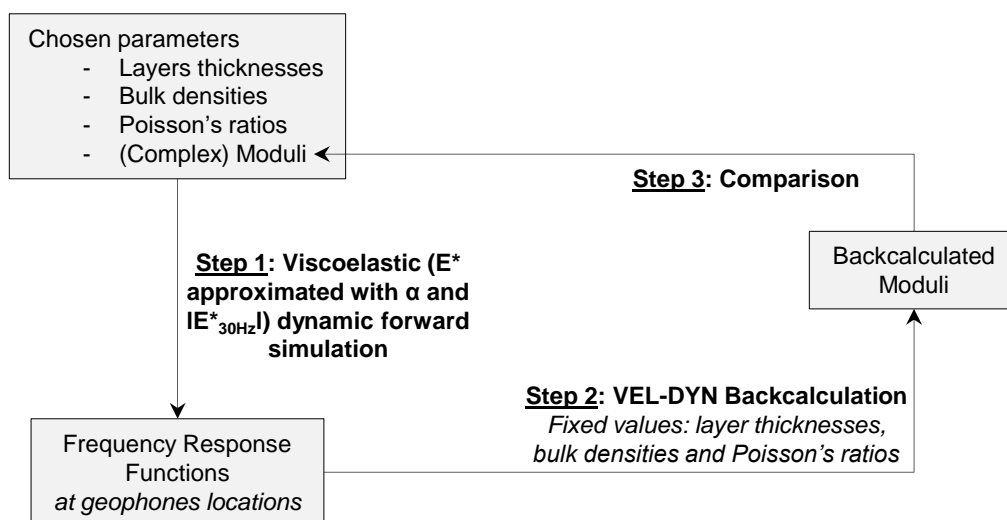 Chosen parameters
- Layers thicknesses
- Bulk densities
- Poisson's ratios
- (Complex) Moduli
Step 3: Comparison
Step 1: Viscoelastic (E*
approximated with α and
IE*30HzI) dynamic forward
simulation
Backcalculated
Moduli
Step 2: VEL-DYN Backcalculation
Fixed values: layer thicknesses,
bulk densities and Poisson's ratios
Frequency Response
Functions
at geophones locations